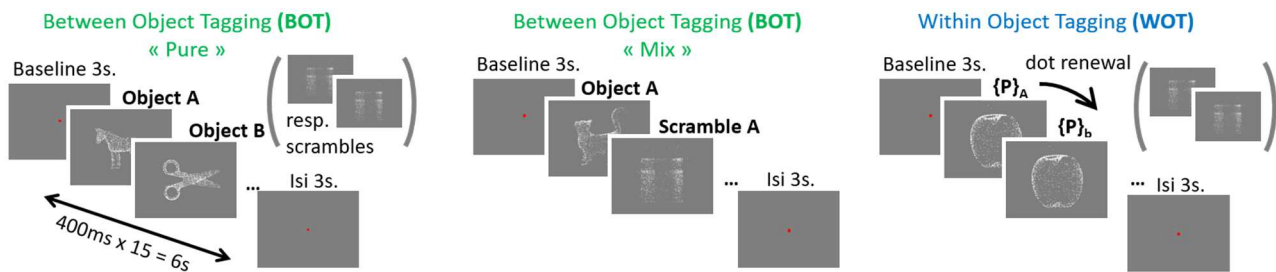 Between Object Tagging (BOT)
« Pure »
Baseline 3s.
Object A
Object B
resp.
scrambles
...
Isi 3s.
400ms x 15 = 6s
Between Object Tagging (BOT)
« Mix »
Baseline 3s.
Object A
Scramble A
...
Isi 3s.
Within Object Tagging (WOT)
Baseline 3s.
dot renewal
{P}A
{P}b
...
Isi 3s.